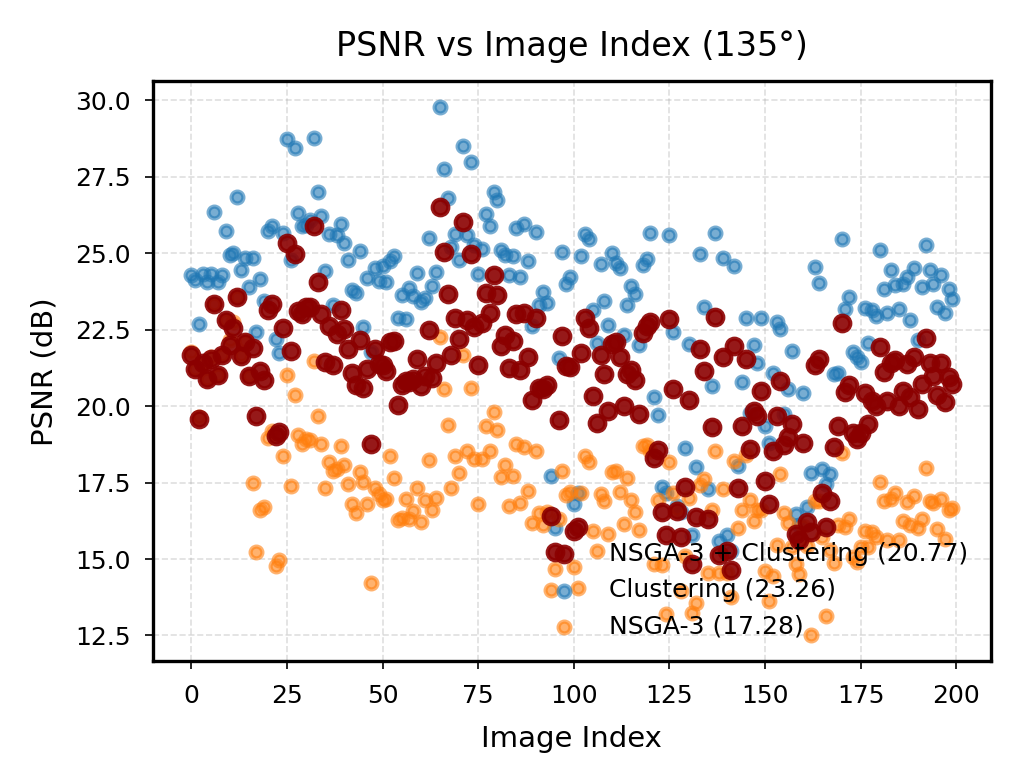 PSNR vs Image Index (135°)
PSNR (dB)
30.0
27.5
25.0
22.5
20.0
17.5
15.0
12.5
NSGA-3 + Clustering (20.77)
Clustering (23.26)
NSGA-3 (17.28)
0 25 50 75 100 125 150 175 200
Image Index